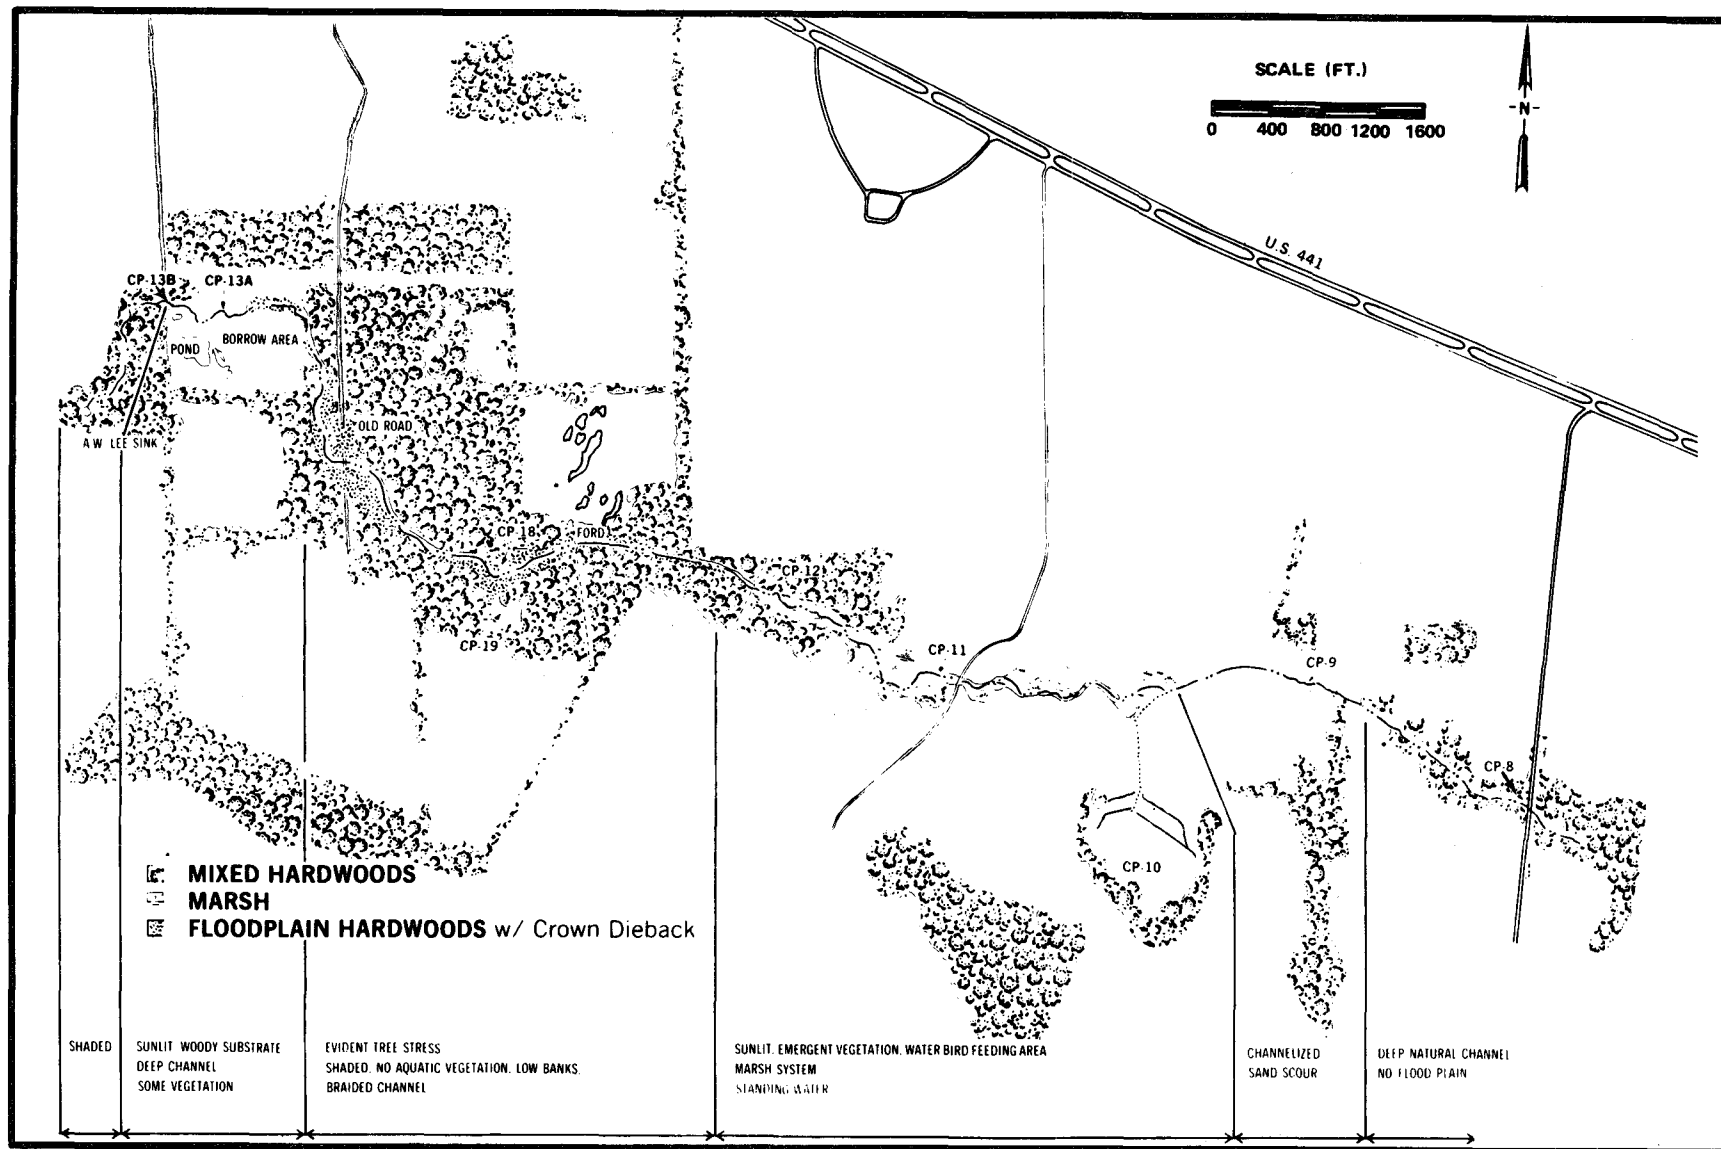 SCALE (FT.)
0 400 800 1200 1600
-N-
U.S. 441
CP-13B CP-13A
POND
BORROW AREA
A W LEE SINK
OLD ROAD
CP-18
FORD
CP-12
CP-19
CP-11
CP-9
CP-8
CP-10
MIXED HARDWOODS
MARSH
FLOODPLAIN HARDWOODS w/ Crown Dieback
SHADED
SUNLIT WOODY SUBSTRATE
DEEP CHANNEL
SOME VEGETATION
EVIDENT TREE STRESS
SHADED. NO AQUATIC VEGETATION. LOW BANKS.
BRAIDED CHANNEL
SUNLIT. EMERGENT VEGETATION. WATER BIRD FEEDING AREA
MARSH SYSTEM
STANDING WATER
CHANNELIZED
SAND SCOUR
DEEP NATURAL CHANNEL
NO FLOOD PLAIN